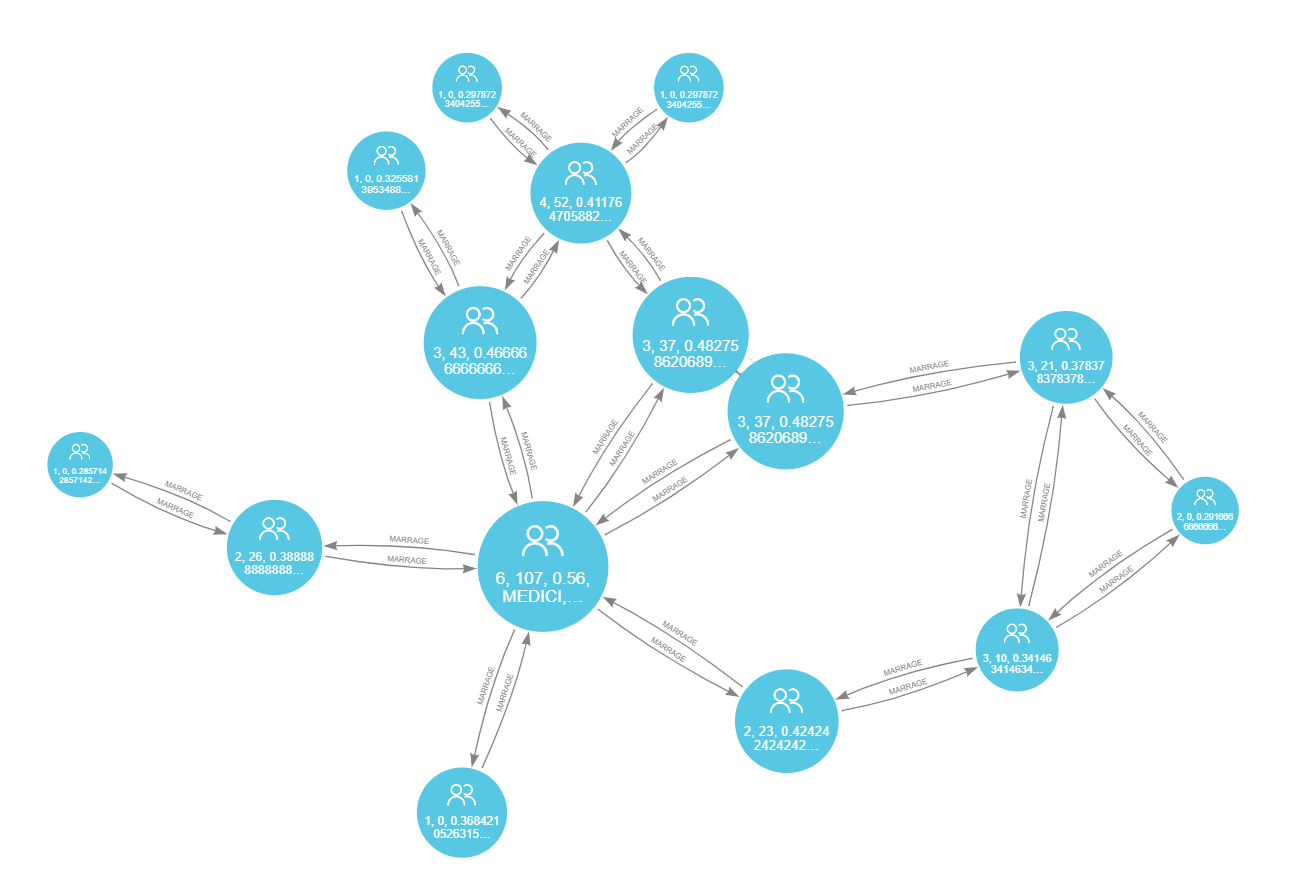 1, 0, 0.297872
3404255...
1, 0, 0.297872
3404255...
MARRAGE
MARRAGE
MARRAGE
MARRAGE
1, 0, 0.325581
3953488...
4, 52, 0.41176
4705882...
MARRAGE
MARRAGE
MARRAGE
MARRAGE
MARRAGE
MARRAGE
3, 43, 0.46666
6666666...
3, 37, 0.48275
8620689...
3, 37, 0.48275
8620689...
MARRAGE
MARRAGE
3, 21, 0.37837
8378378...
MARRAGE
MARRAGE
MARRAGE
MARRAGE
MARRAGE
MARRAGE
MARRAGE
MARRAGE
MARRAGE
MARRAGE
1, 0, 0.285714
2857142...
MARRAGE
MARRAGE
2, 0, 0.291666
6666666...
2, 26, 0.38888
8888888...
MARRAGE
MARRAGE
6, 107, 0.56,
MEDICI,...
MARRAGE
MARRAGE
MARRAGE
MARRAGE
3, 10, 0.34146
3414634...
MARRAGE
MARRAGE
MARRAGE
MARRAGE
2, 23, 0.42424
2424242...
1, 0, 0.368421
0526315...